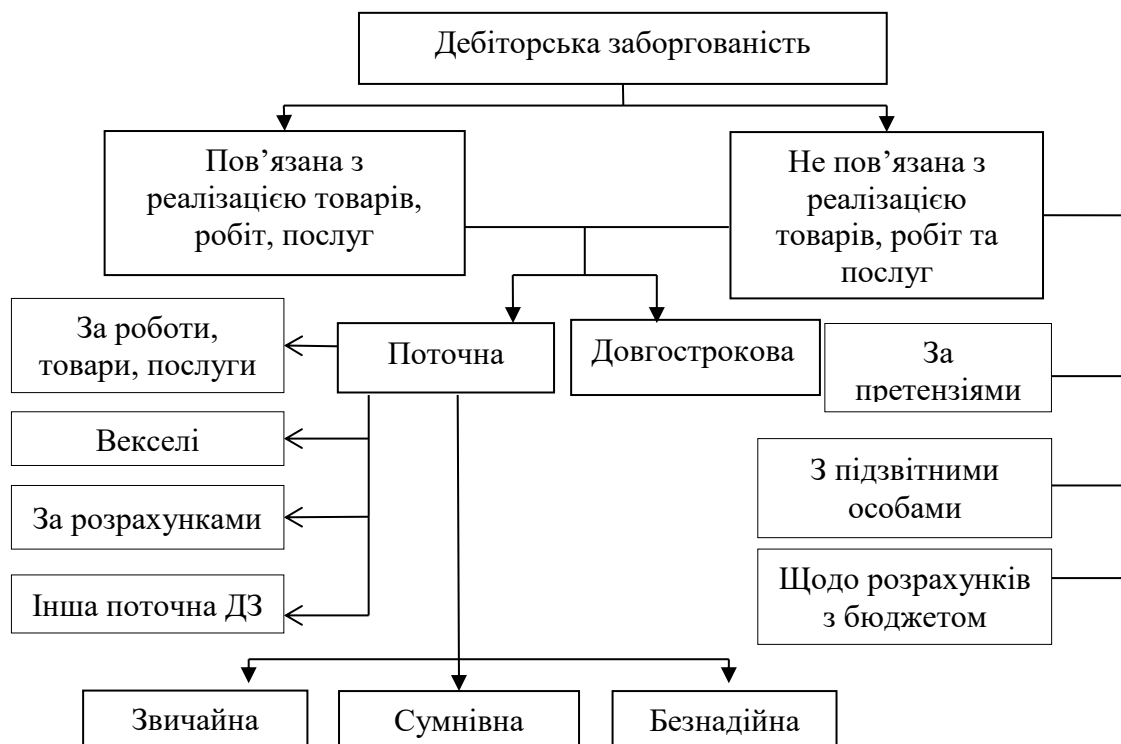 Дебіторська заборгованість
Пов’язана з
реалізацією товарів,
робіт, послуг
Не пов’язана з
реалізацією
товарів, робіт та
послуг
За роботи,
товари, послуги
Поточна
Довгострокова
За
претензіями
Векселі
З підзвітними
особами
За розрахунками
Щодо розрахунків
з бюджетом
Інша поточна ДЗ
Звичайна
Сумнівна
Безнадійна